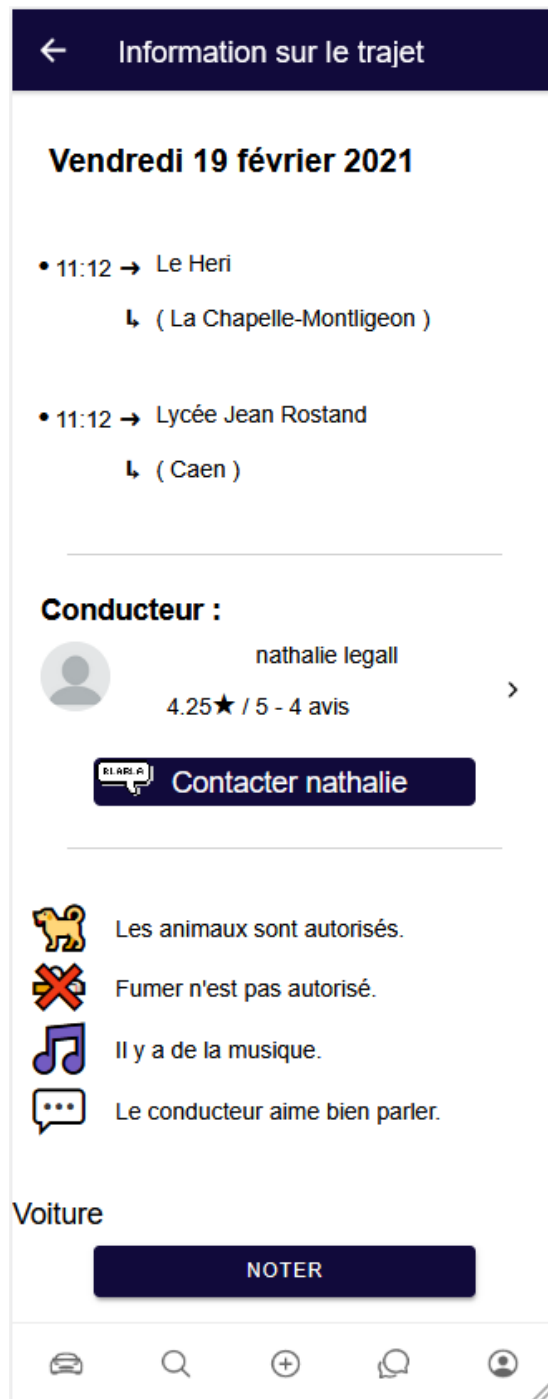 ← Information sur le trajet
Vendredi 19 février 2021
• 11:12 → Le Heri
↳ ( La Chapelle-Montligeon )
• 11:12 → Lycée Jean Rostand
↳ ( Caen )
Conducteur :
nathalie legall
4.25★ / 5 - 4 avis
BLABLA Contacter nathalie
Les animaux sont autorisés.
Fumer n'est pas autorisé.
Il y a de la musique.
Le conducteur aime bien parler.
Voiture
NOTER